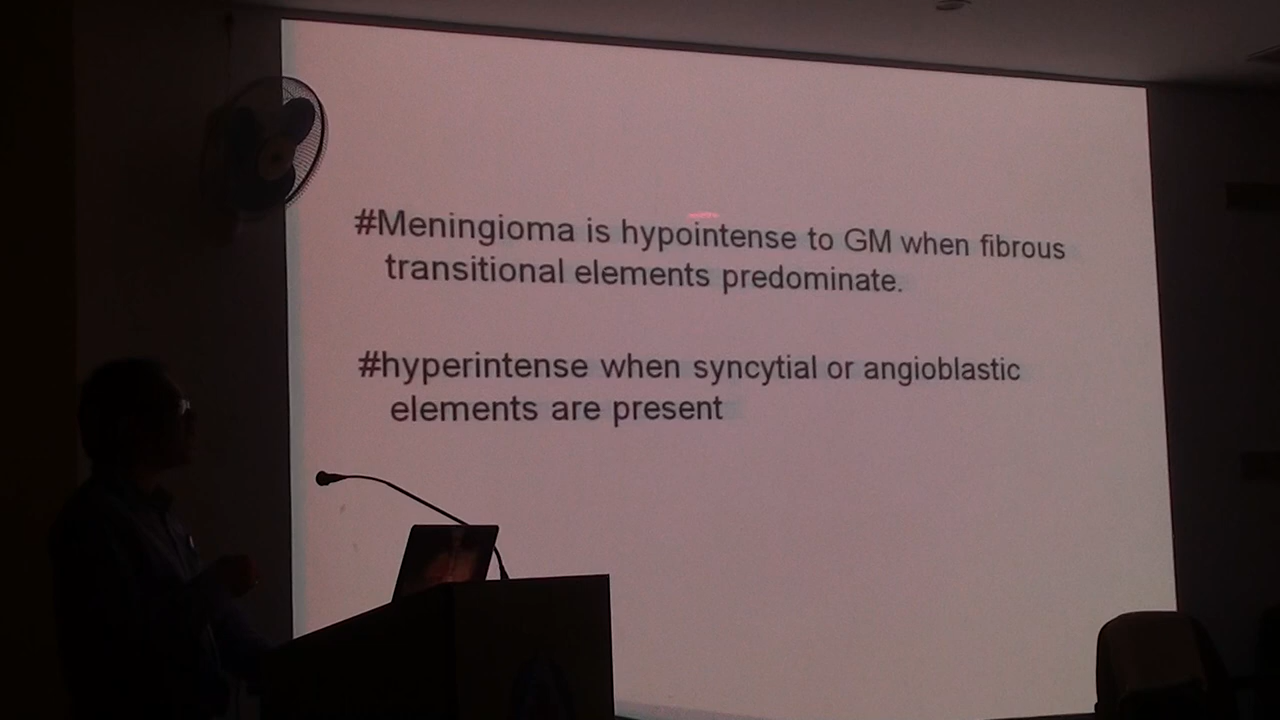 #Meningioma is hypointense to GM when fibrous
transitional elements predominate.
#hyperintense when syncytial or angioblastic
elements are present